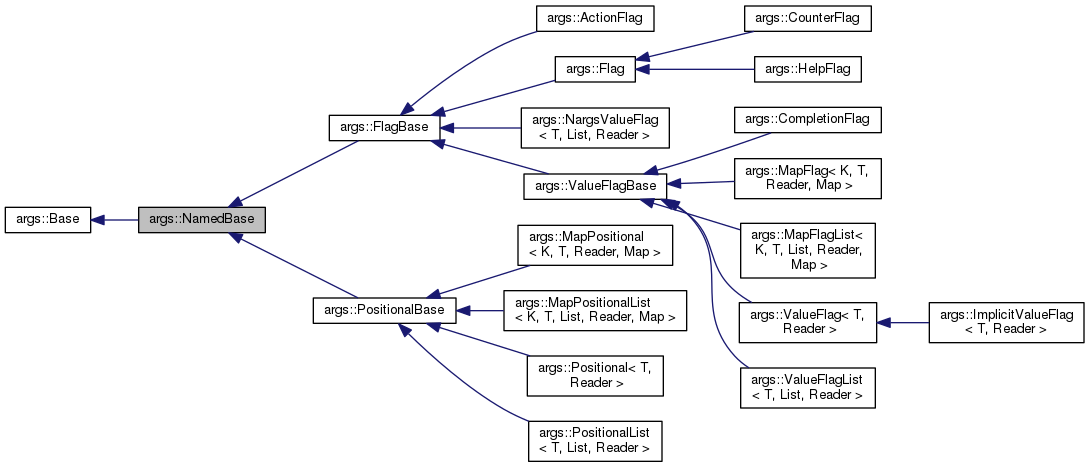 args::Base
args::NamedBase
args::FlagBase
args::ActionFlag
args::Flag
args::CounterFlag
args::HelpFlag
args::NargsValueFlag
< T, List, Reader >
args::ValueFlagBase
args::CompletionFlag
args::MapFlag< K, T,
Reader, Map >
args::MapFlagList<
K, T, List, Reader,
Map >
args::ValueFlag< T,
Reader >
args::ImplicitValueFlag
< T, Reader >
args::ValueFlagList
< T, List, Reader >
args::PositionalBase
args::MapPositional
< K, T, Reader, Map >
args::MapPositionalList
< K, T, List, Reader, Map >
args::Positional< T,
Reader >
args::PositionalList
< T, List, Reader >